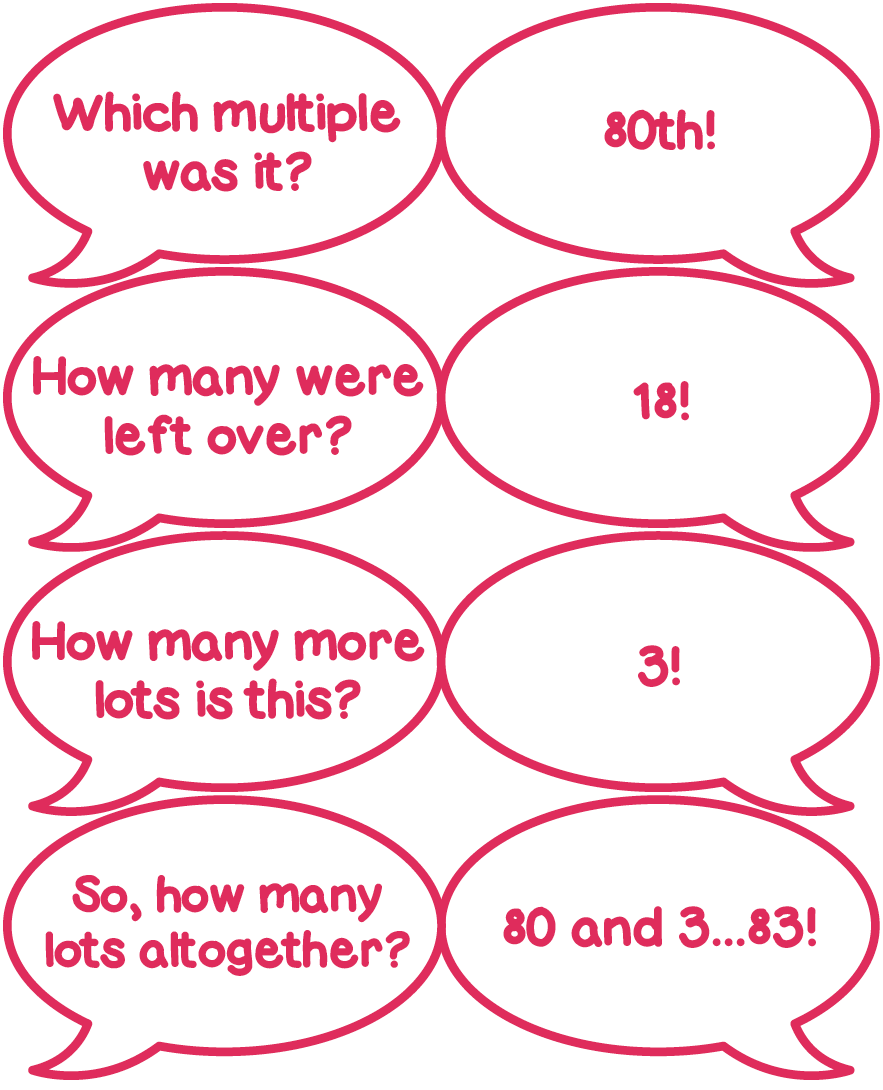 Which multiple
was it?
80th!
How many were
left over?
18!
How many more
lots is this?
3!
So, how many
lots altogether?
80 and 3...83!